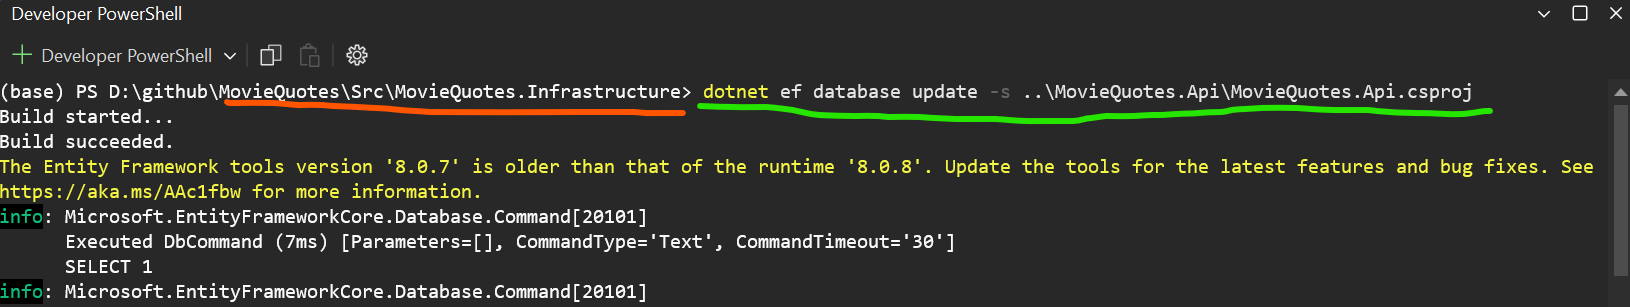 Developer PowerShell
Developer PowerShell
(base) PS D:\github\MovieQuotes\Src\MovieQuotes.Infrastructure> dotnet ef database update -s ..\MovieQuotes.Api\MovieQuotes.Api.csproj
Build started...
Build succeeded.
The Entity Framework tools version '8.0.7' is older than that of the runtime '8.0.8'. Update the tools for the latest features and bug fixes. See
https://aka.ms/AAc1fbw for more information.
info: Microsoft.EntityFrameworkCore.Database.Command[20101]
      Executed DbCommand (7ms) [Parameters=[], CommandType='Text', CommandTimeout='30']
      SELECT 1
info: Microsoft.EntityFrameworkCore.Database.Command[20101]